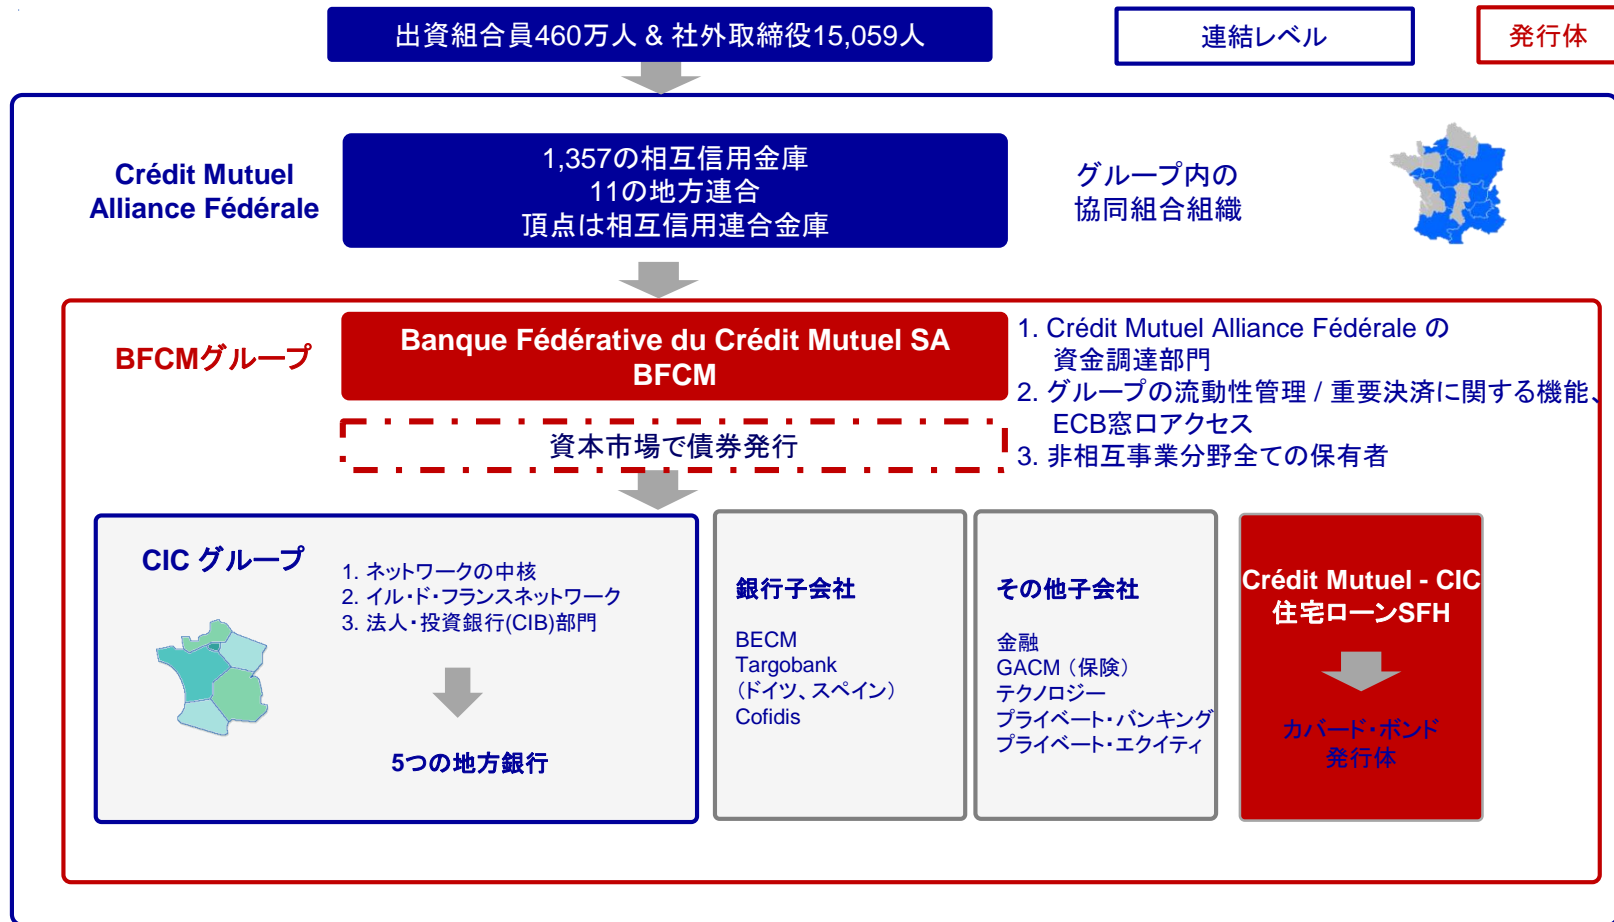 出資組合員460万人 & 社外取締役15,059人
連結レベル
発行体
Crédit Mutuel
Alliance Fédérale
1,357の相互信用金庫
11の地方連合
頂点は相互信用連合金庫
グループ内の
協同組合組織
BFCMグループ
Banque Fédérative du Crédit Mutuel SA
BFCM
資本市場で債券発行
1. Crédit Mutuel Alliance Fédérale の
資金調達部門
2. グループの流動性管理 / 重要決済に関する機能、
ECB窓口アクセス
3. 非相互事業分野全ての保有者
CIC グループ
1. ネットワークの中核
2. イル・ド・フランスネットワーク
3. 法人・投資銀行(CIB)部門
5つの地方銀行
銀行子会社
BECM
Targobank
（ドイツ、スペイン）
Cofidis
その他子会社
金融
GACM （保険）
テクノロジー
プライベート・バンキング
プライベート・エクイティ
Crédit Mutuel - CIC
住宅ローンSFH
カバード・ボンド
発行体